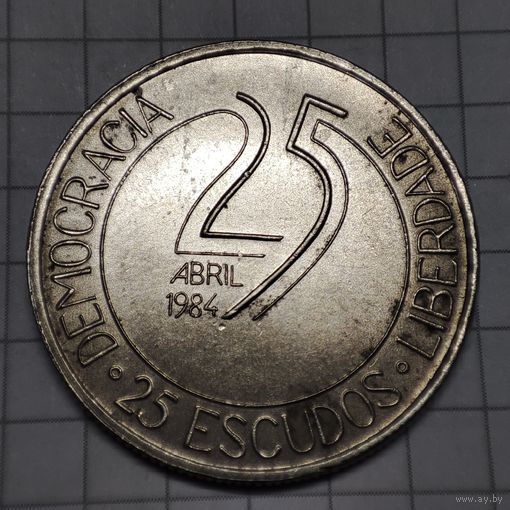 DEMOCRACIA
LIBERDADE
25
ABRIL
1984
25 ESCUDOS
www.ay.by